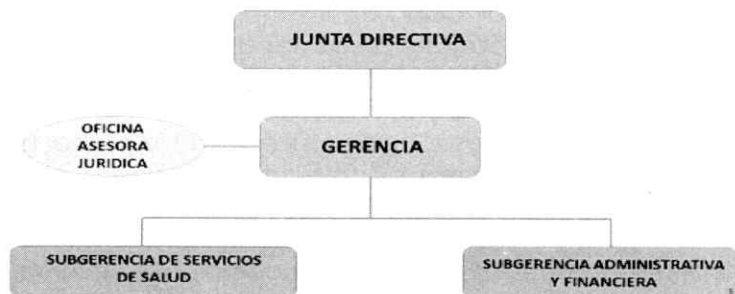 JUNTA DIRECTIVA
OFICINA
ASESORA
JURIDICA
GERENCIA
SUBGERENCIA DE SERVICIOS
DE SALUD
SUBGERENCIA ADMINISTRATIVA
Y FINANCIERA